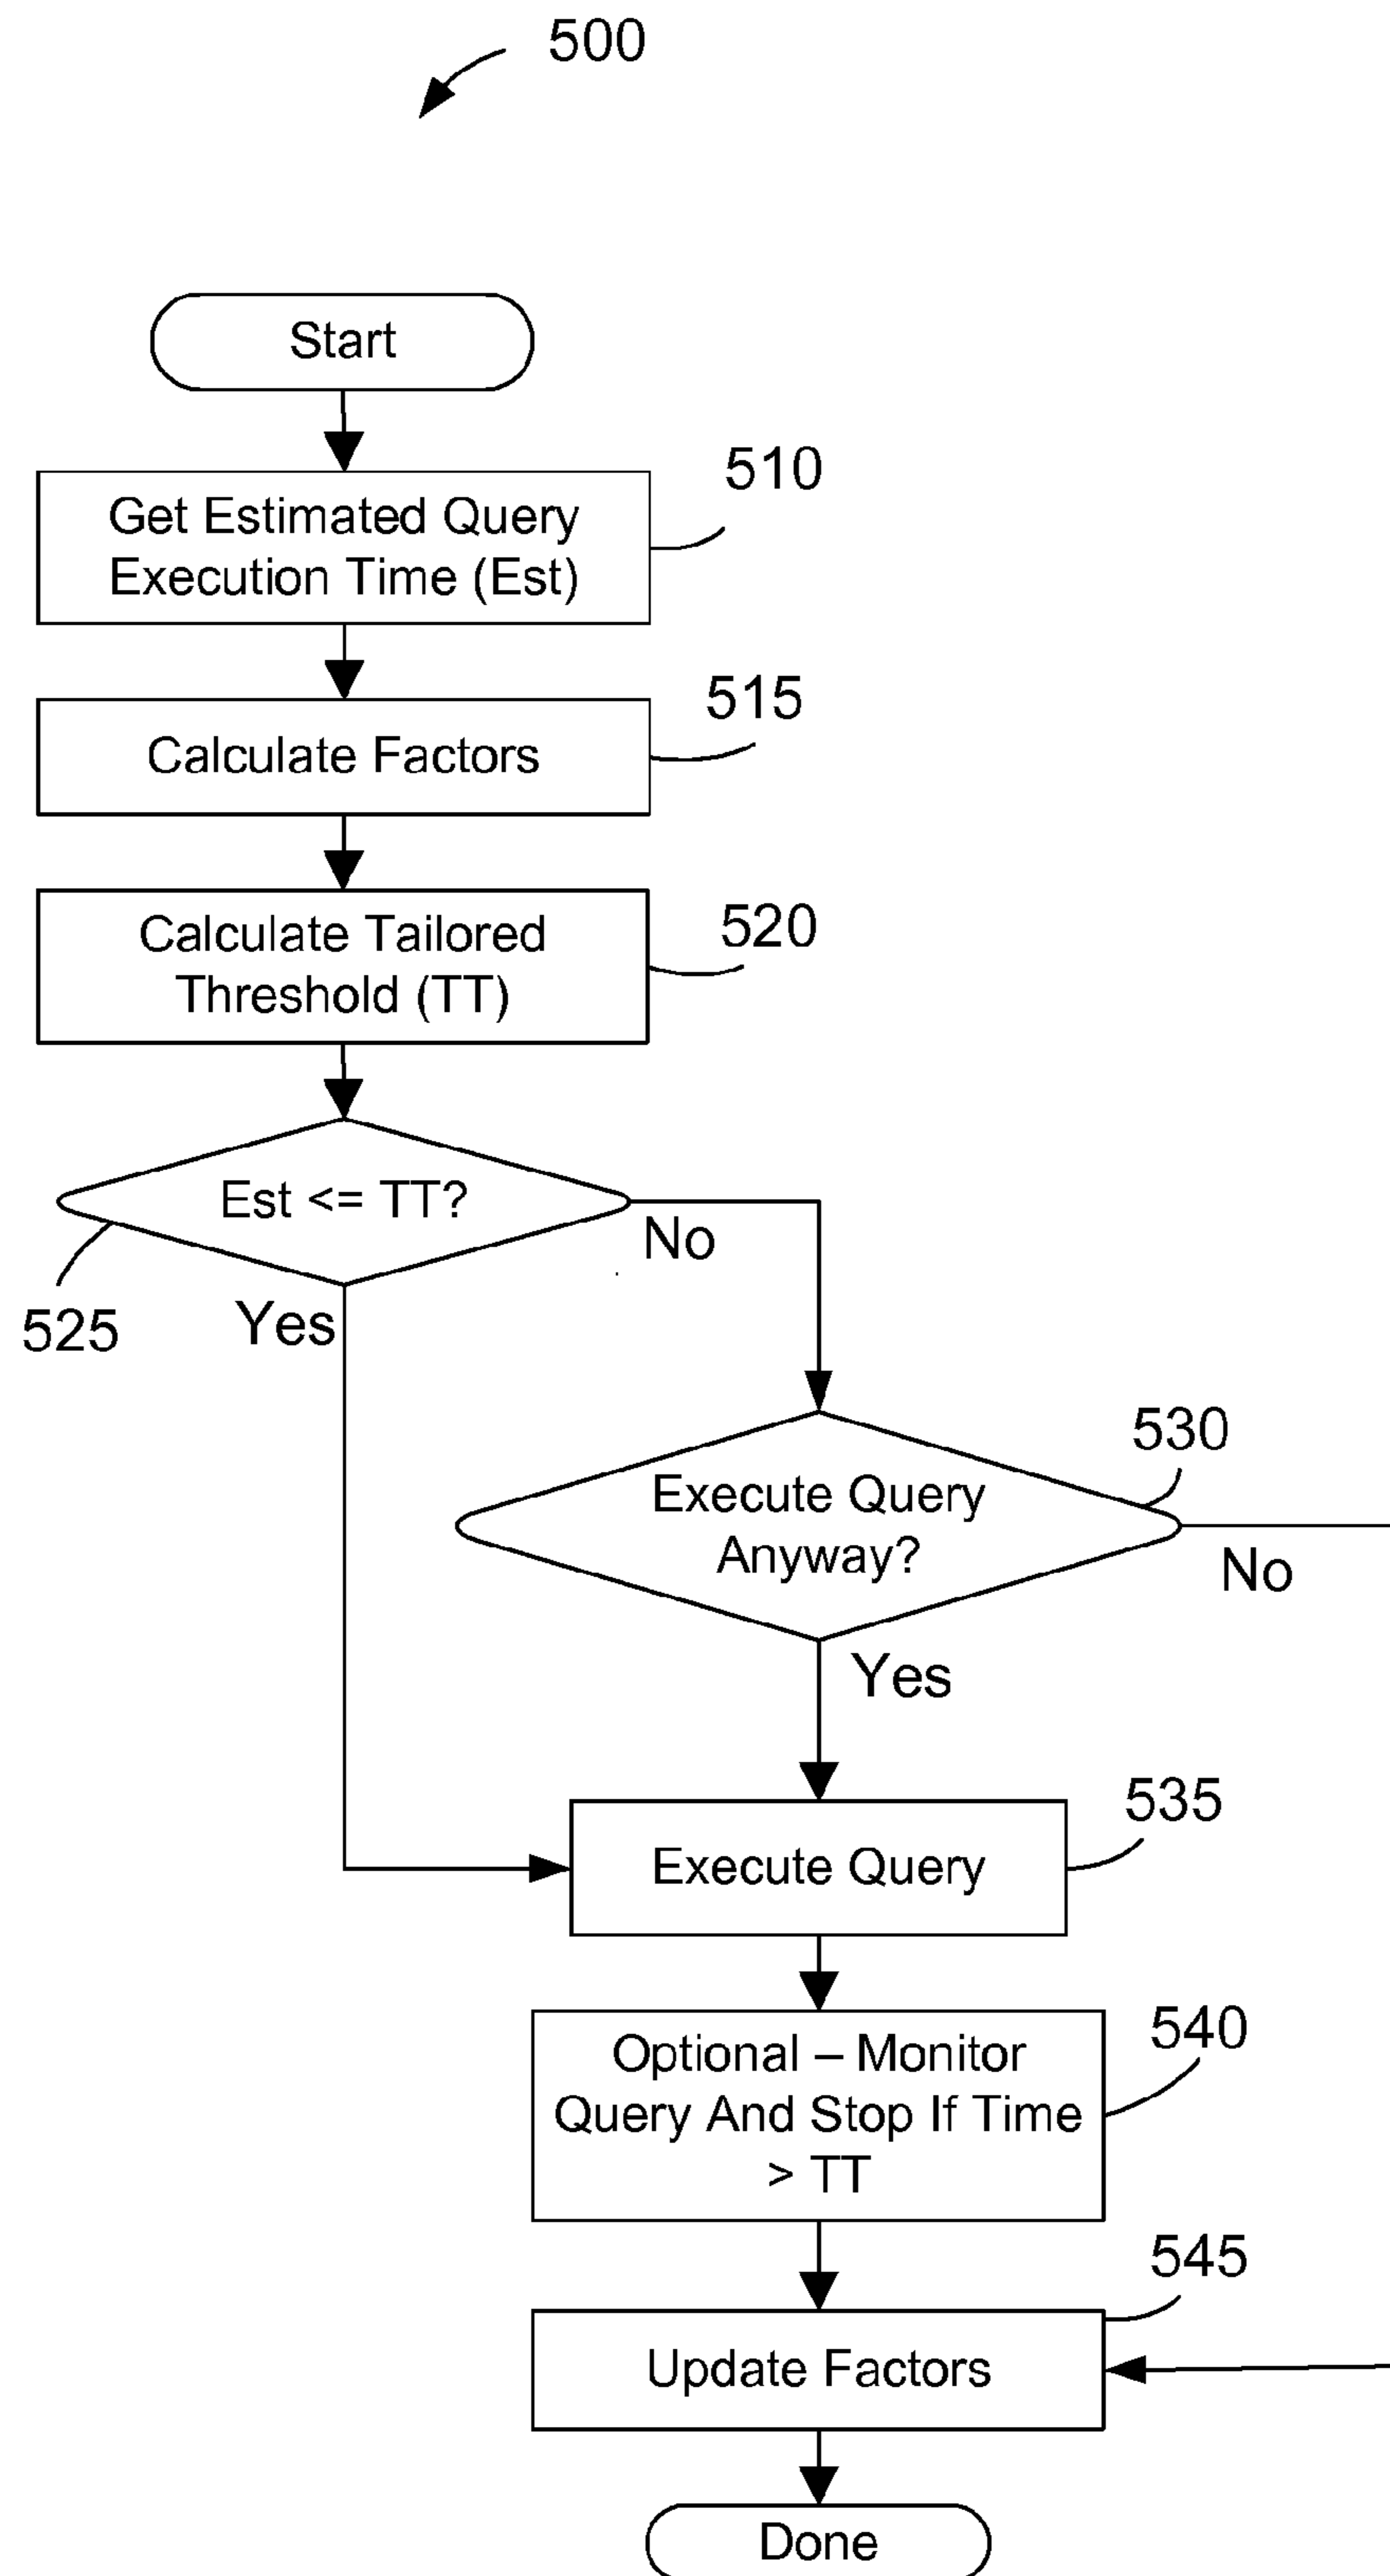 500
Start
510
Get Estimated Query
Execution Time (Est)
515
Calculate Factors
520
Calculate Tailored
Threshold (TT)
Est <= TT?
No
525
Yes
530
Execute Query
Anyway?
No
Yes
535
Execute Query
540
Optional – Monitor
Query And Stop If Time
> TT
545
Update Factors
Done